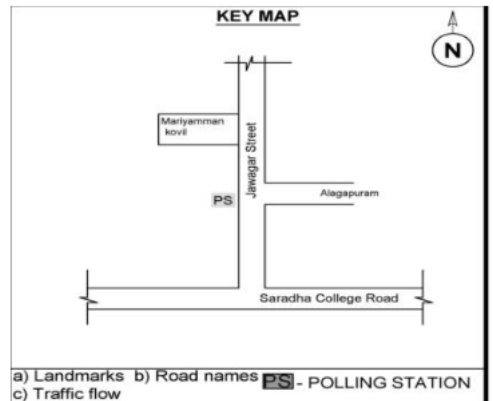 KEY MAP
N
Mariyamman
kovil
Jawagar Street
PS
Alagapuram
Saradha College Road
a) Landmarks b) Road names PS - POLLING STATION
c) Traffic flow